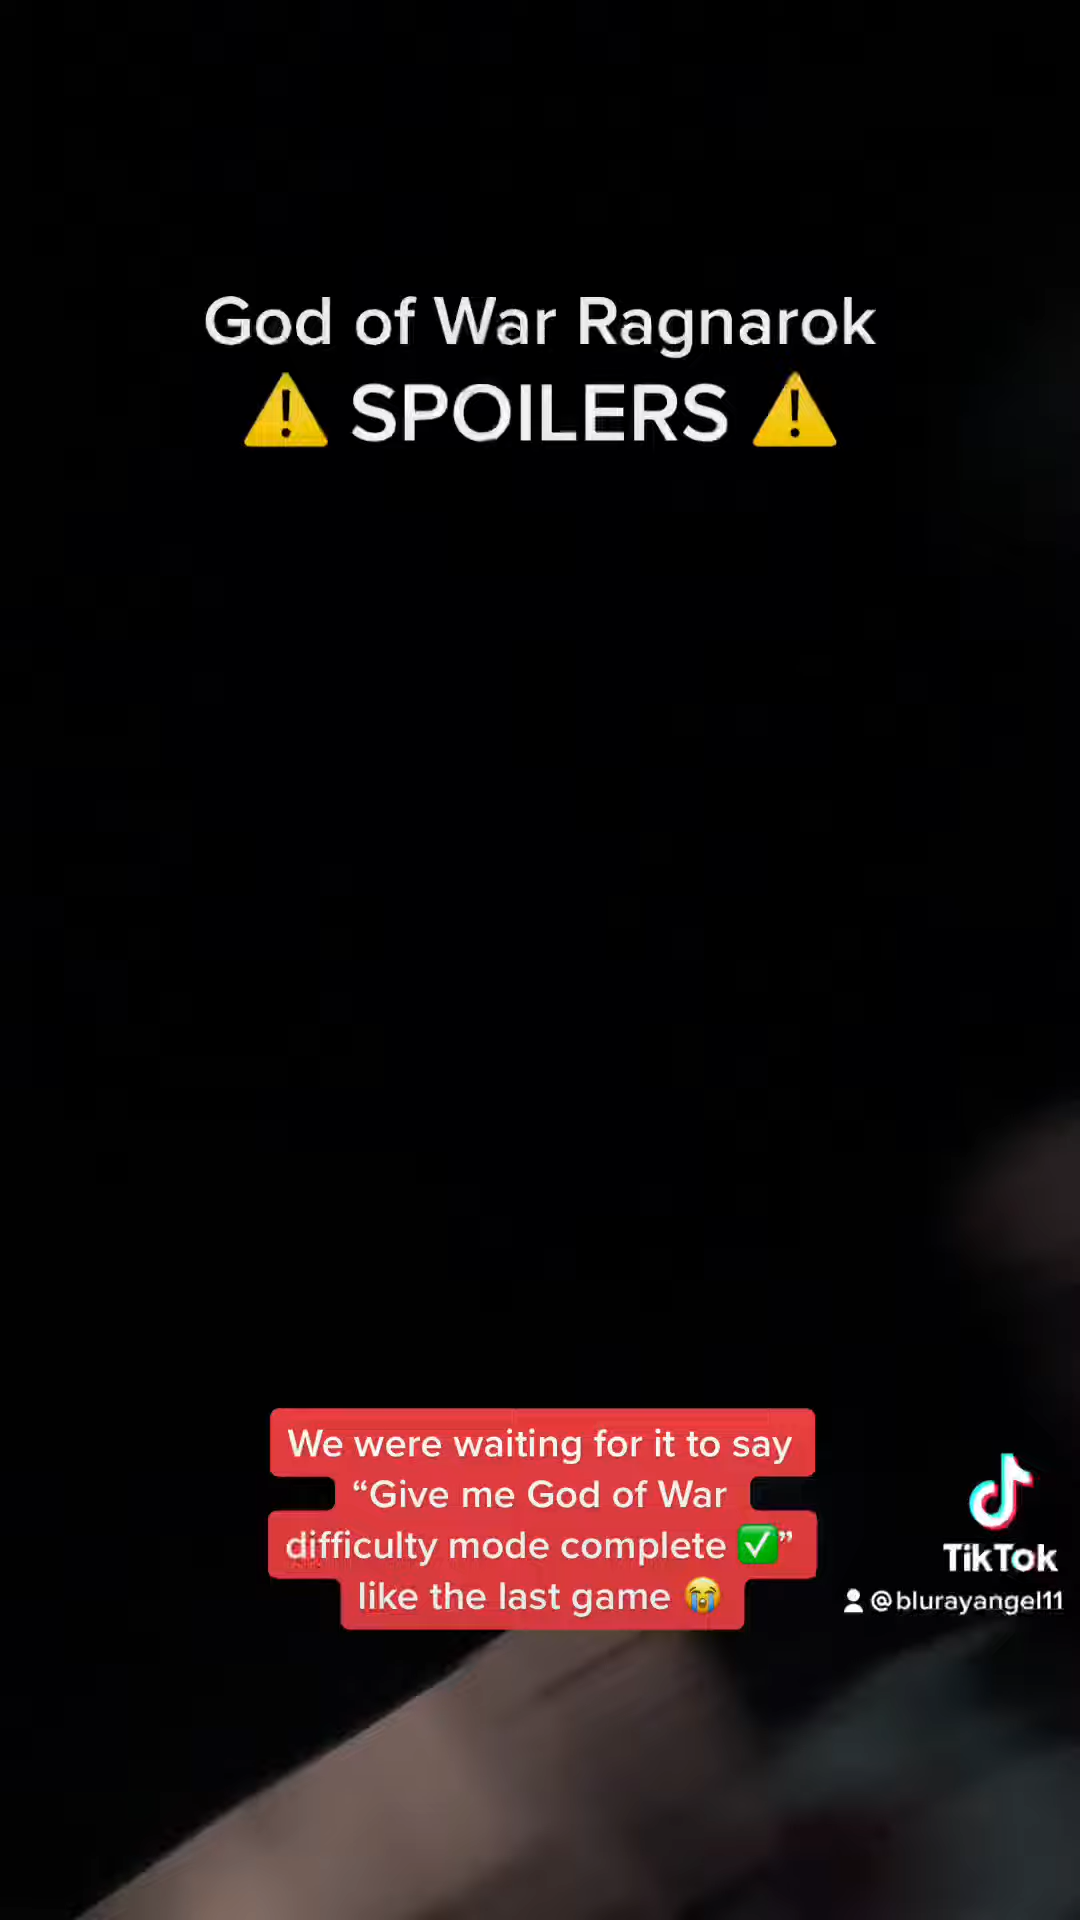 God of War Ragnarok
⚠️ SPOILERS ⚠️
We were waiting for it to say
“Give me God of War
difficulty mode complete ✅”
like the last game 😭
TikTok
@blurayangel11